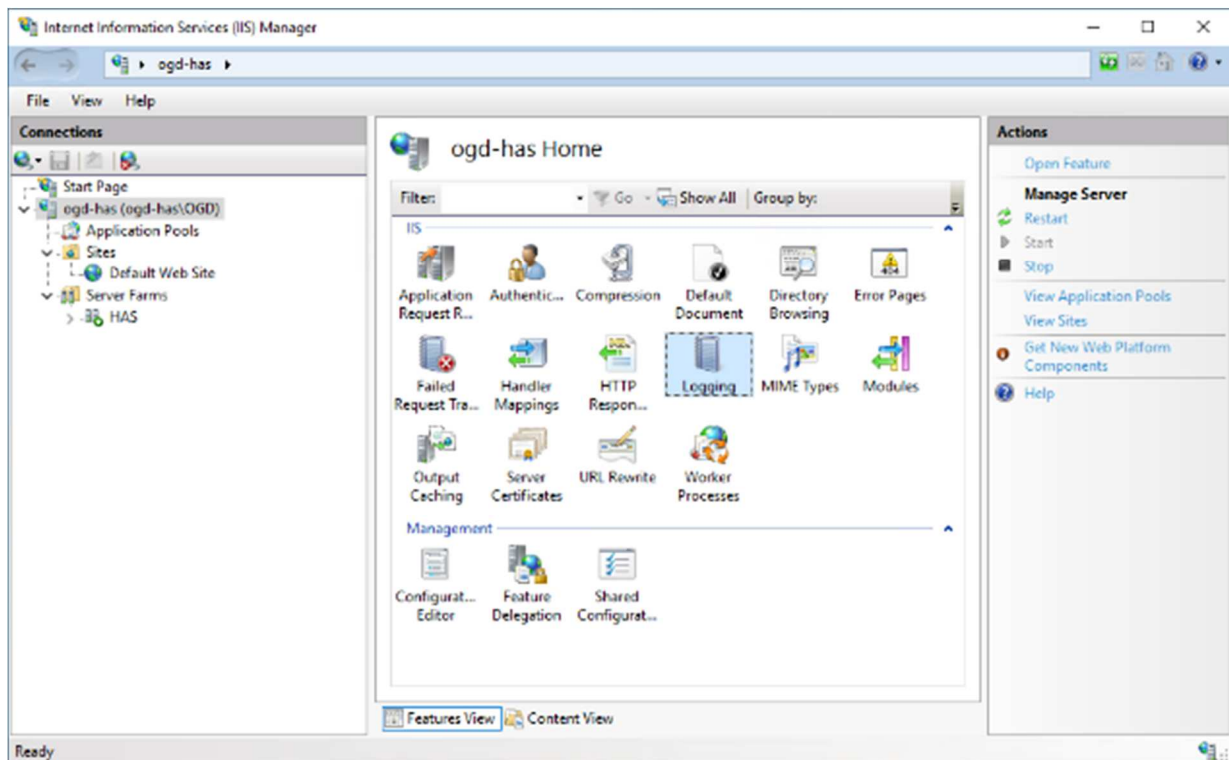 Internet Information Services (IIS) Manager
ogd-has
File View Help
Connections
Start Page
ogd-has (ogd-has\OGD)
Application Pools
Sites
Default Web Site
Server Farms
HAS
ogd-has Home
Filter: Go Show All Group by:
IIS
Application Authentic... Compression Default Directory Error Pages
Request R... Document Browsing
Failed Handler HTTP Logging MIME Types Modules
Request Tra... Mappings Respon...
Output Server URL Rewrite Worker
Caching Certificates Processes
Management
Configurat... Feature Shared
Editor Delegation Configurat...
Features View Content View
Actions
Open Feature
Manage Server
Restart
Start
Stop
View Application Pools
View Sites
Get New Web Platform
Components
Help
Ready